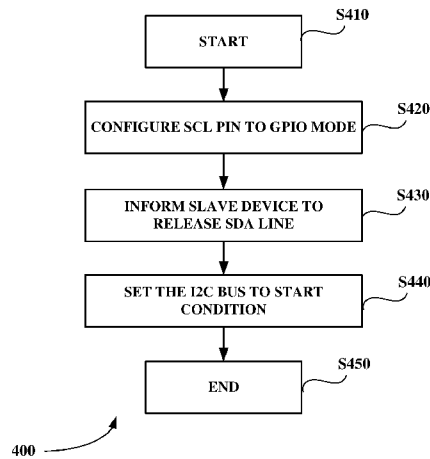 S410
START
S420
CONFIGURE SCL PIN TO GPIO MODE
S430
INFORM SLAVE DEVICE TO
RELEASE SDA LINE
S440
SET THE I2C BUS TO START
CONDITION
S450
END
400